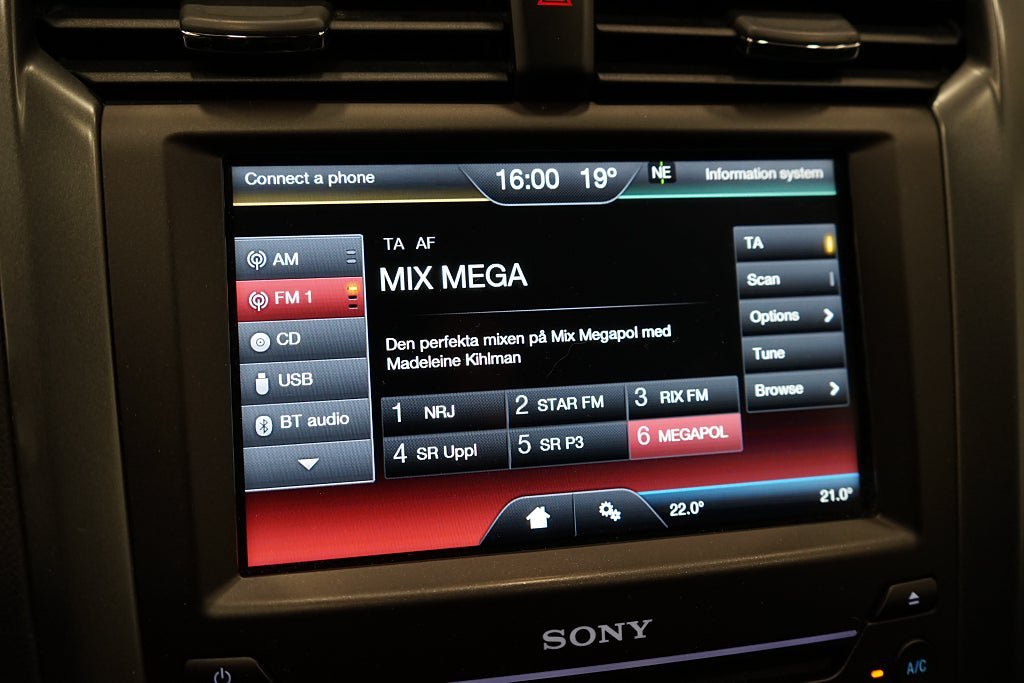 Connect a phone
16:00 19°
NE
Information system
AM
FM 1
CD
USB
BT audio
TA AF
MIX MEGA
Den perfekta mixen på Mix Megapol med
Madeleine Kihlman
1 NRJ
2 STAR FM
3 RIX FM
4 SR Uppl
5 SR P3
6 MEGAPOL
TA
Scan
Options
Tune
Browse
22.0°
21.0°
SONY
A/C